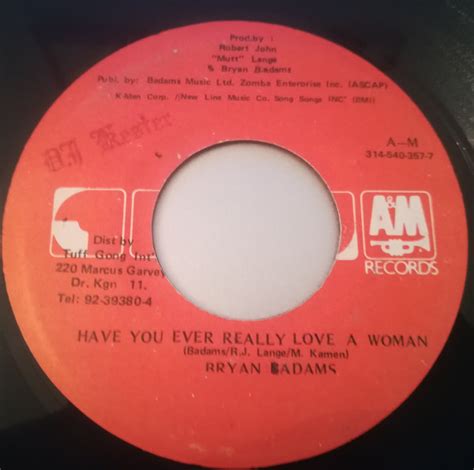 Prod.by :
Robert John
"Mutt" Lange
& Bryan Badams
Publ. by: Badams Music Ltd. Zomba Enterorise Inc. (ASCAP)
K-Men Corp. //New Line Music Co. Song Songs INC" (BMI)
DJ Kester
A-M
314-540-357-7
A&M
RECORDS
Dist by
Tuff Gong Int'
220 Marcus Garvey
Dr. Kgn 11.
Tel: 92-39380-4
HAVE YOU EVER REALLY LOVE A WOMAN
(Badams/R.J. Lange/M. Kamen)
BRYAN BADAMS